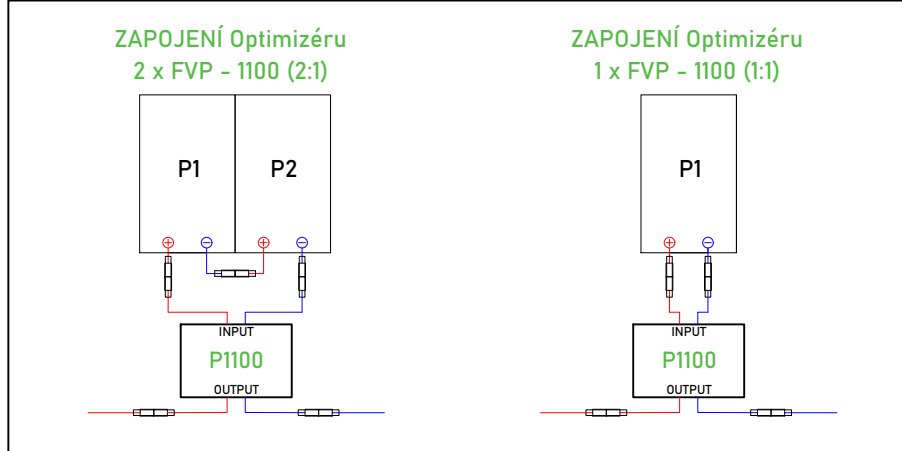 ZAPOJENÍ Optimizéru
2 x FVP - 1100 (2:1)
P1
P2
+
−
+
−
INPUT
P1100
OUTPUT
ZAPOJENÍ Optimizéru
1 x FVP - 1100 (1:1)
P1
+
−
INPUT
P1100
OUTPUT